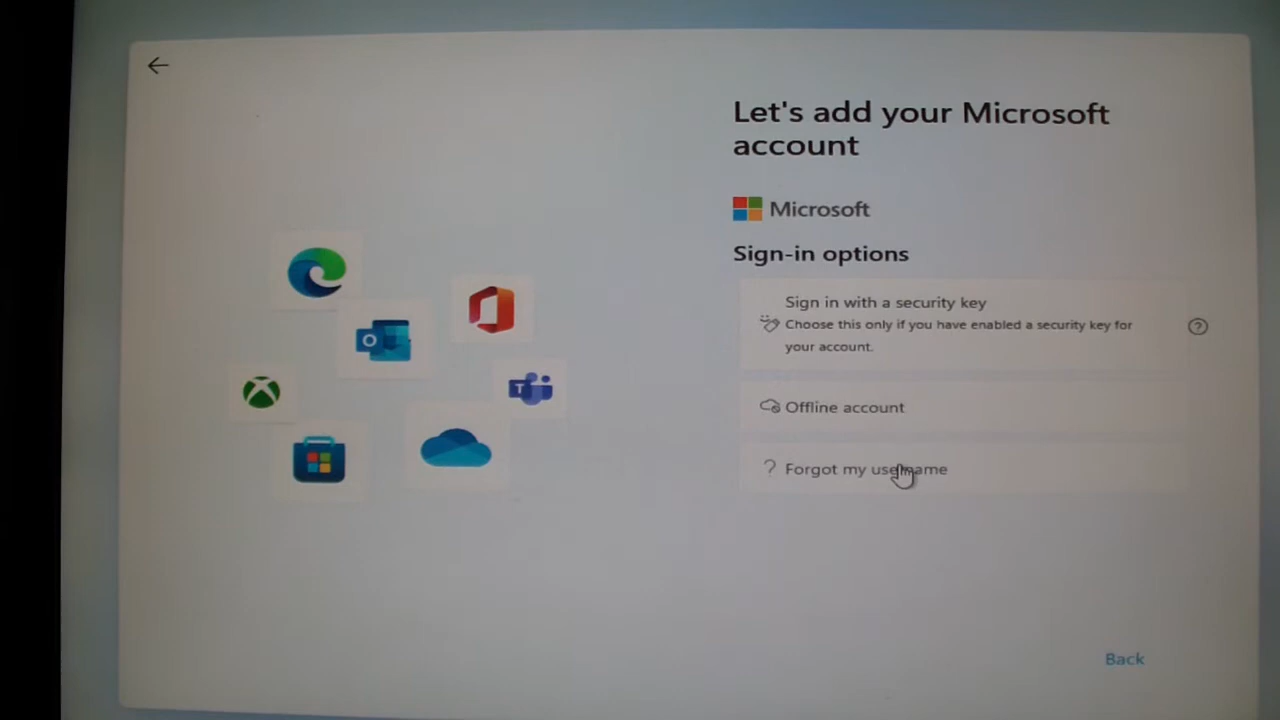 Let's add your Microsoft
account
Microsoft
Sign-in options
Sign in with a security key
Choose this only if you have enabled a security key for
your account.
Offline account
Forgot my username
Back